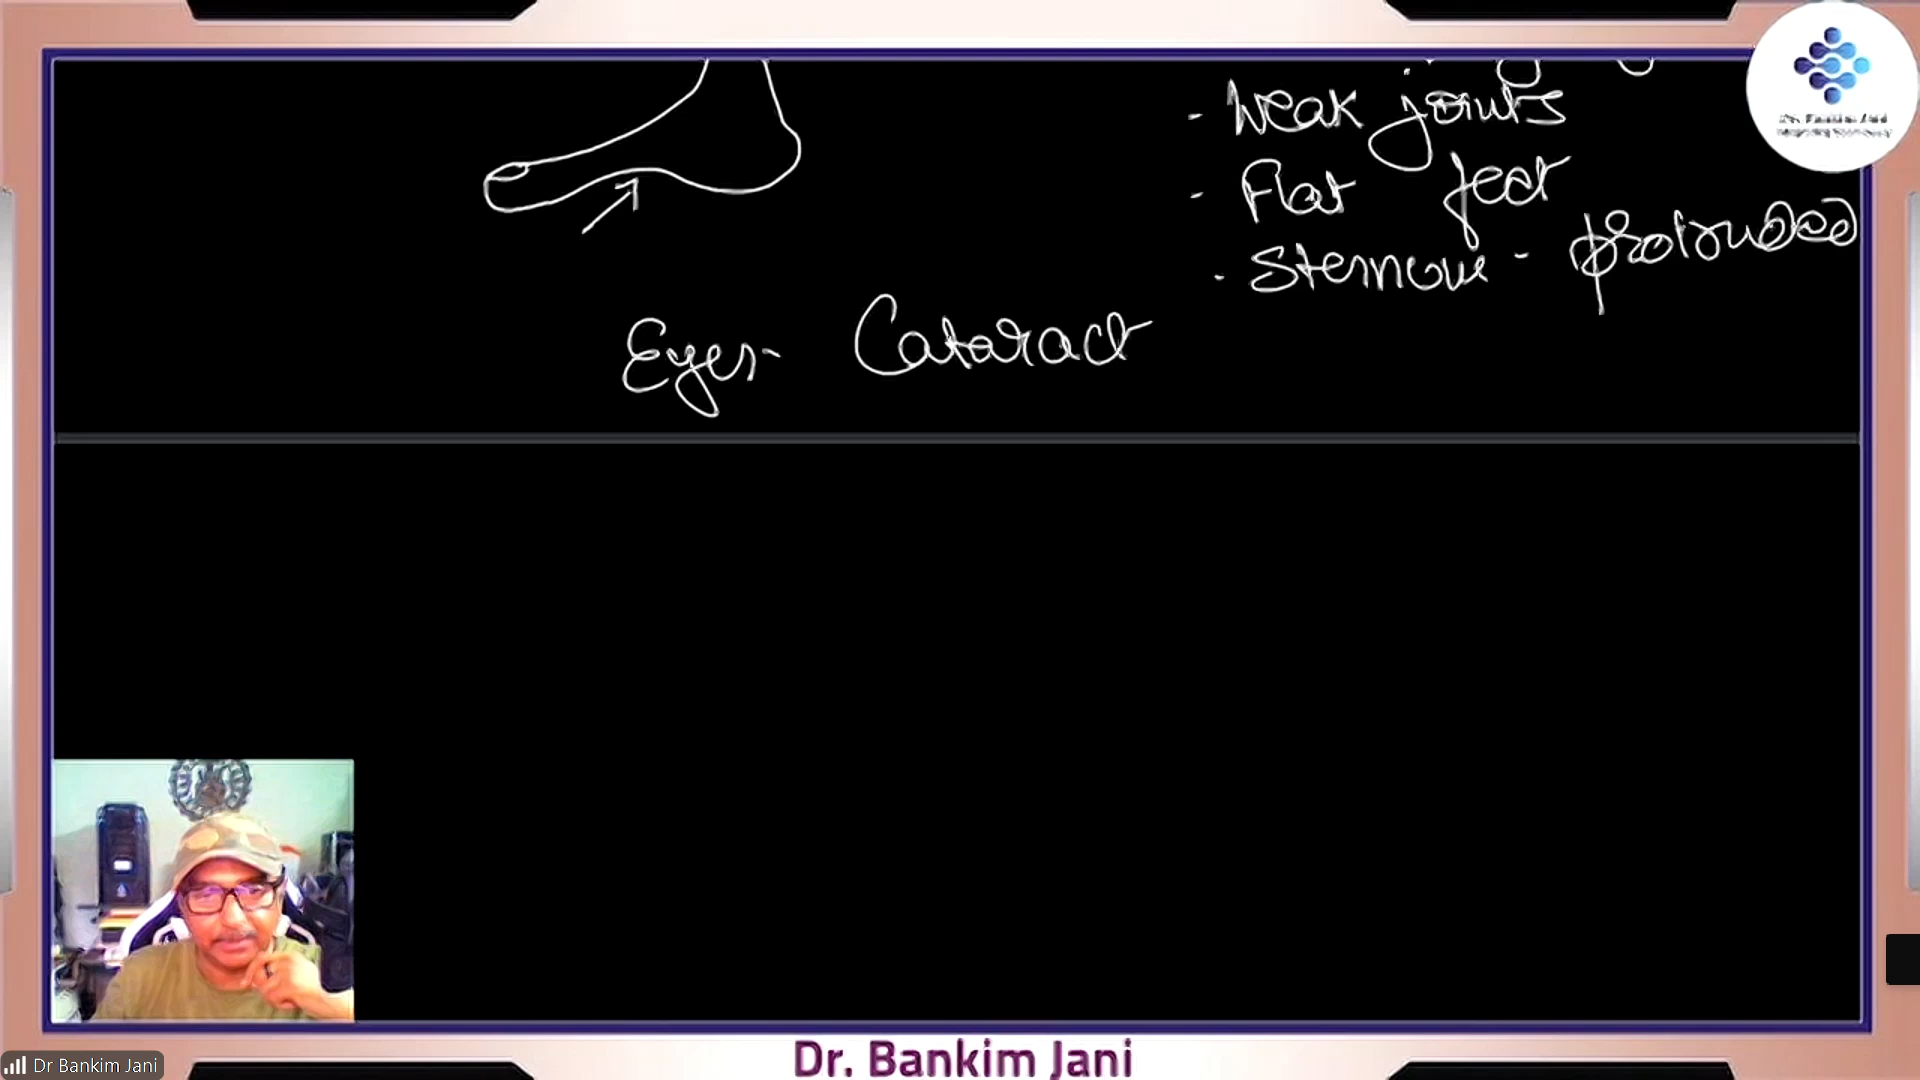 - Weak joints
- Flat feet
- Sternum - protruded
Eyes- Cataract
Dr Bankim Jani
Dr. Bankim Jani